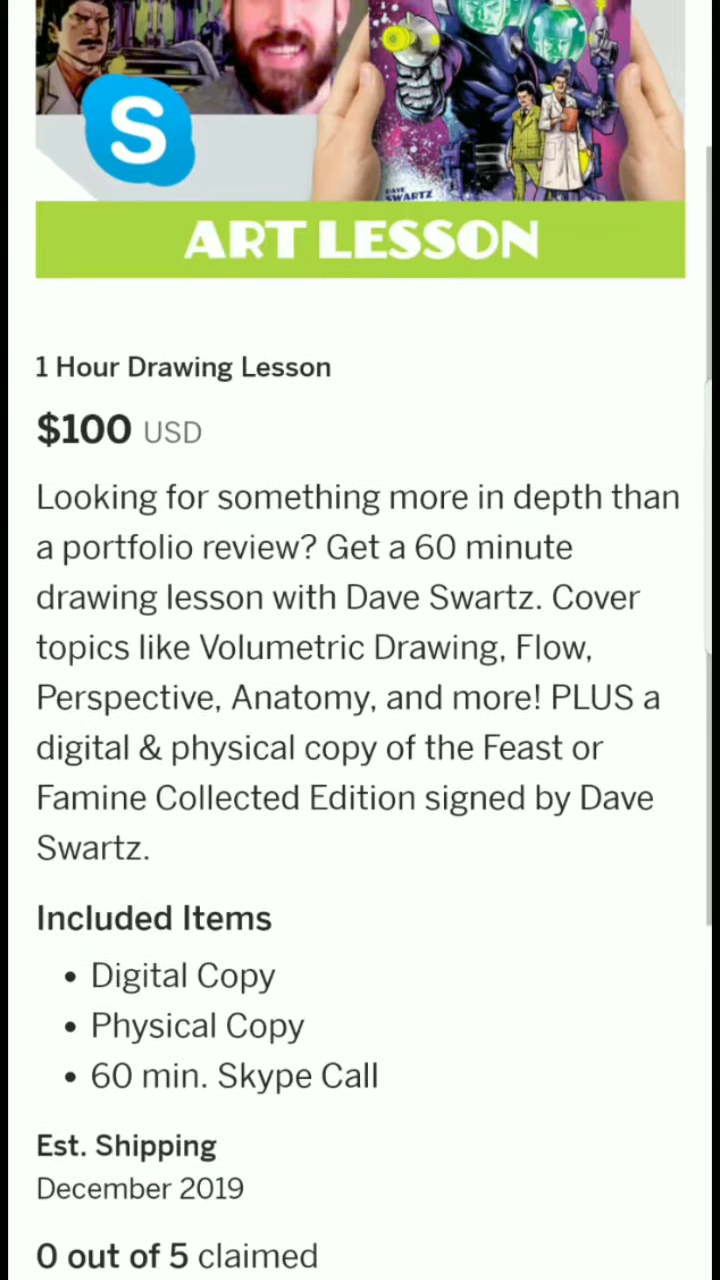 S
DAVE
SWARTZ
ART LESSON
1 Hour Drawing Lesson
$100 USD
Looking for something more in depth than
a portfolio review? Get a 60 minute
drawing lesson with Dave Swartz. Cover
topics like Volumetric Drawing, Flow,
Perspective, Anatomy, and more! PLUS a
digital & physical copy of the Feast or
Famine Collected Edition signed by Dave
Swartz.
Included Items
• Digital Copy
• Physical Copy
• 60 min. Skype Call
Est. Shipping
December 2019
0 out of 5 claimed